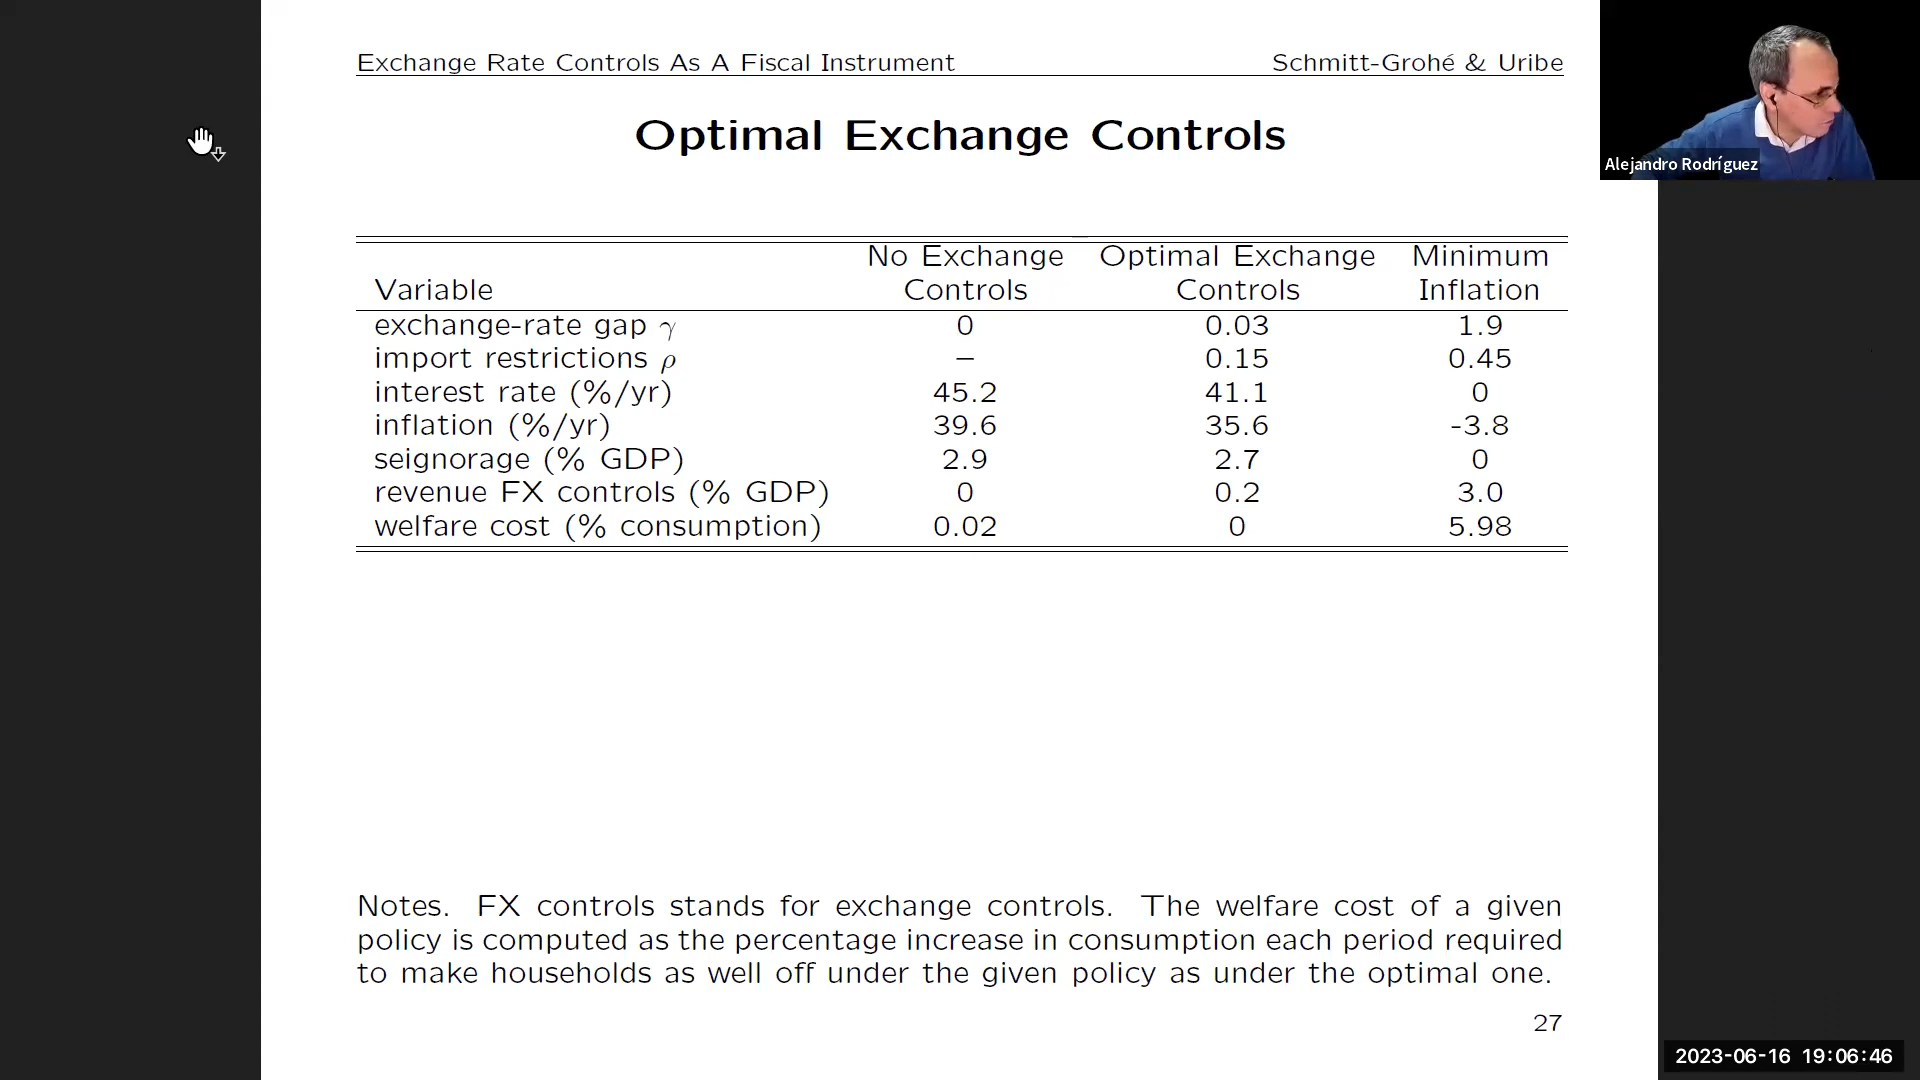 Exchange Rate Controls As A Fiscal Instrument Schmitt-Grohé & Uribe
Optimal Exchange Controls
No Exchange Optimal Exchange Minimum
Variable Controls Controls Inflation
exchange-rate gap γ 0 0.03 1.9
import restrictions ρ – 0.15 0.45
interest rate (%/yr) 45.2 41.1 0
inflation (%/yr) 39.6 35.6 -3.8
seignorage (% GDP) 2.9 2.7 0
revenue FX controls (% GDP) 0 0.2 3.0
welfare cost (% consumption) 0.02 0 5.98
Notes. FX controls stands for exchange controls. The welfare cost of a given
policy is computed as the percentage increase in consumption each period required
to make households as well off under the given policy as under the optimal one.
27
Alejandro Rodríguez
2023-06-16 19:06:46